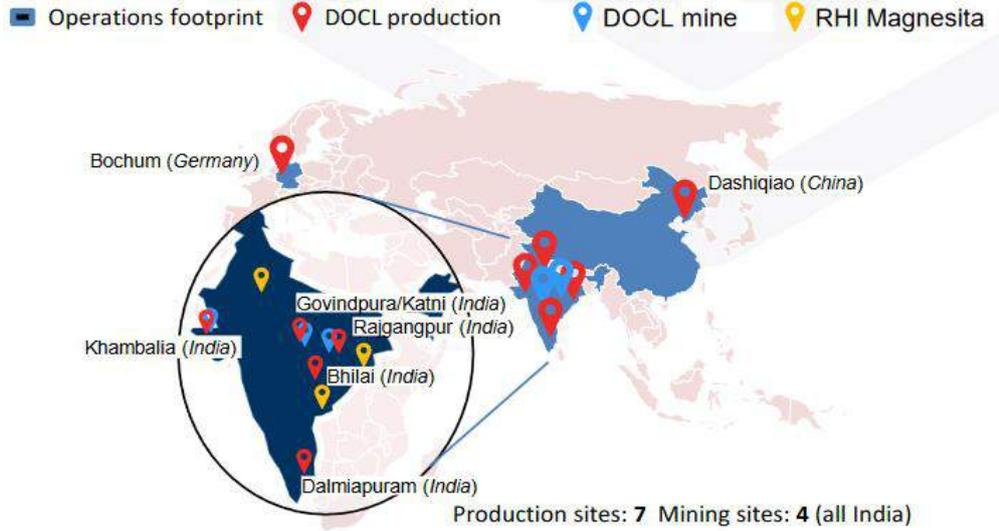 Operations footprint DOCL production DOCL mine RHI Magnesita
Bochum (Germany)
Dashiqiao (China)
Govindpura/Katni (India)
Rajgangpur (India)
Khambalia (India)
Bhilai (India)
Dalmiapuram (India)
Production sites: 7 Mining sites: 4 (all India)